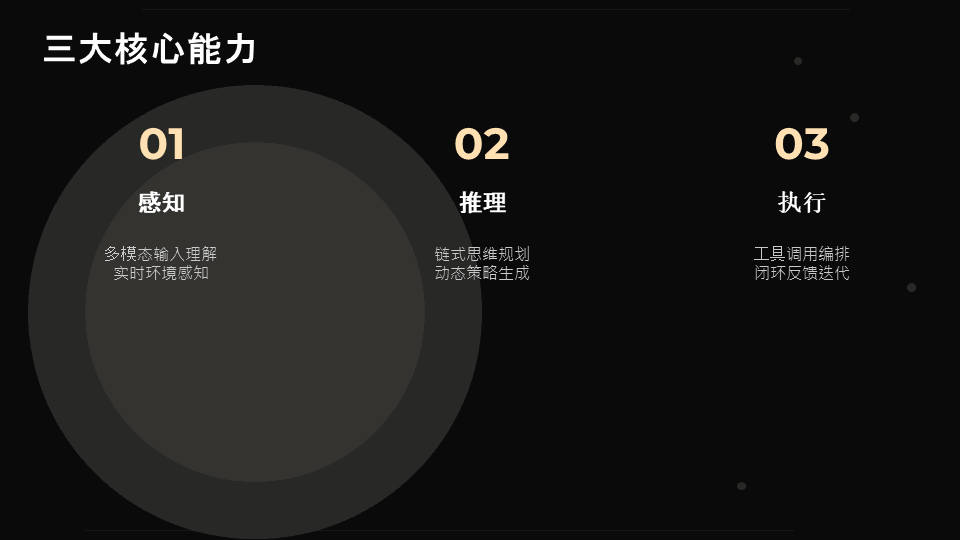 三大核心能力
01
感知
多模态输入理解
实时环境感知
02
推理
链式思维规划
动态策略生成
03
执行
工具调用编排
闭环反馈迭代